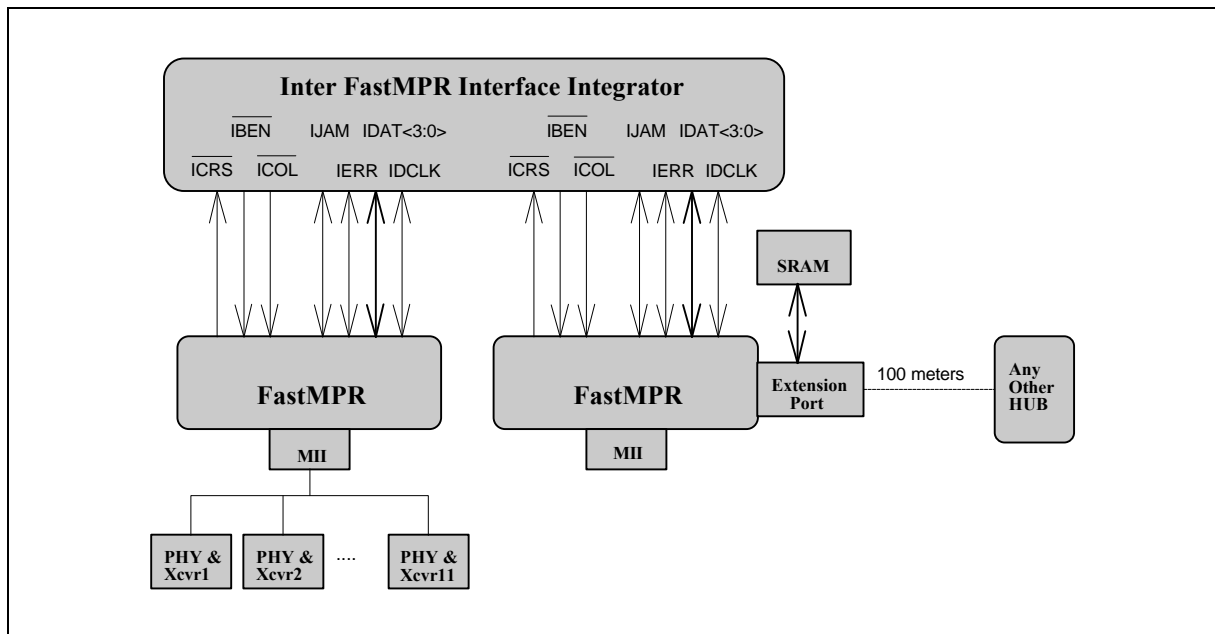 Inter FastMPR Interface Integrator
IBEN IJAM IDAT<3:0> IBEN IJAM IDAT<3:0>
ICRS ICOL IERR IDCLK ICRS ICOL IERR IDCLK
SRAM
FastMPR
FastMPR
Extension
Port
100 meters
Any
Other
HUB
MII
MII
PHY &
Xcvr1
PHY &
Xcvr2
....
PHY &
Xcvr11